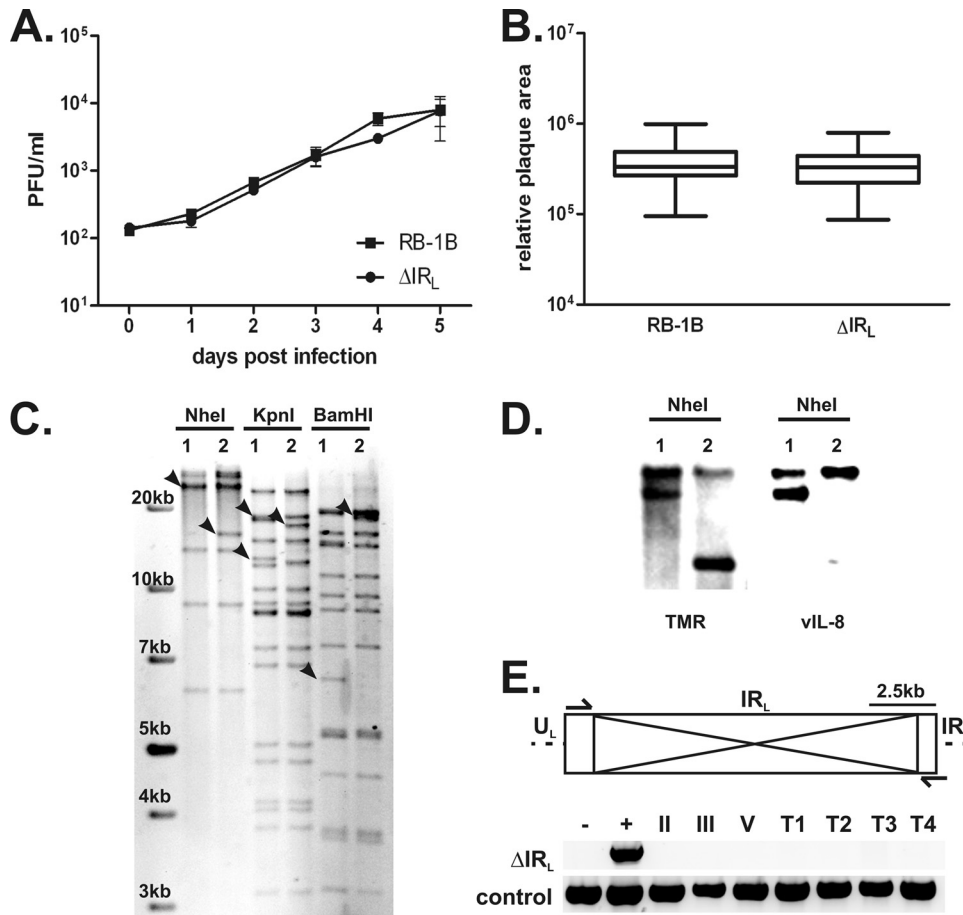 A.
10^5
10^4
10^3
10^2
10^1
PFU/ml
0 1 2 3 4 5
days post infection
RB-1B
ΔIR_L
B.
10^7
10^6
10^5
10^4
relative plaque area
RB-1B ΔIR_L
C.
NheI KpnI BamHI
1 2 1 2 1 2
20kb
10kb
7kb
5kb
4kb
3kb
D.
NheI NheI
1 2 1 2
TMR vIL-8
E.
IR_L 2.5kb
U_L IR
- + II III V T1 T2 T3 T4
ΔIR_L
control